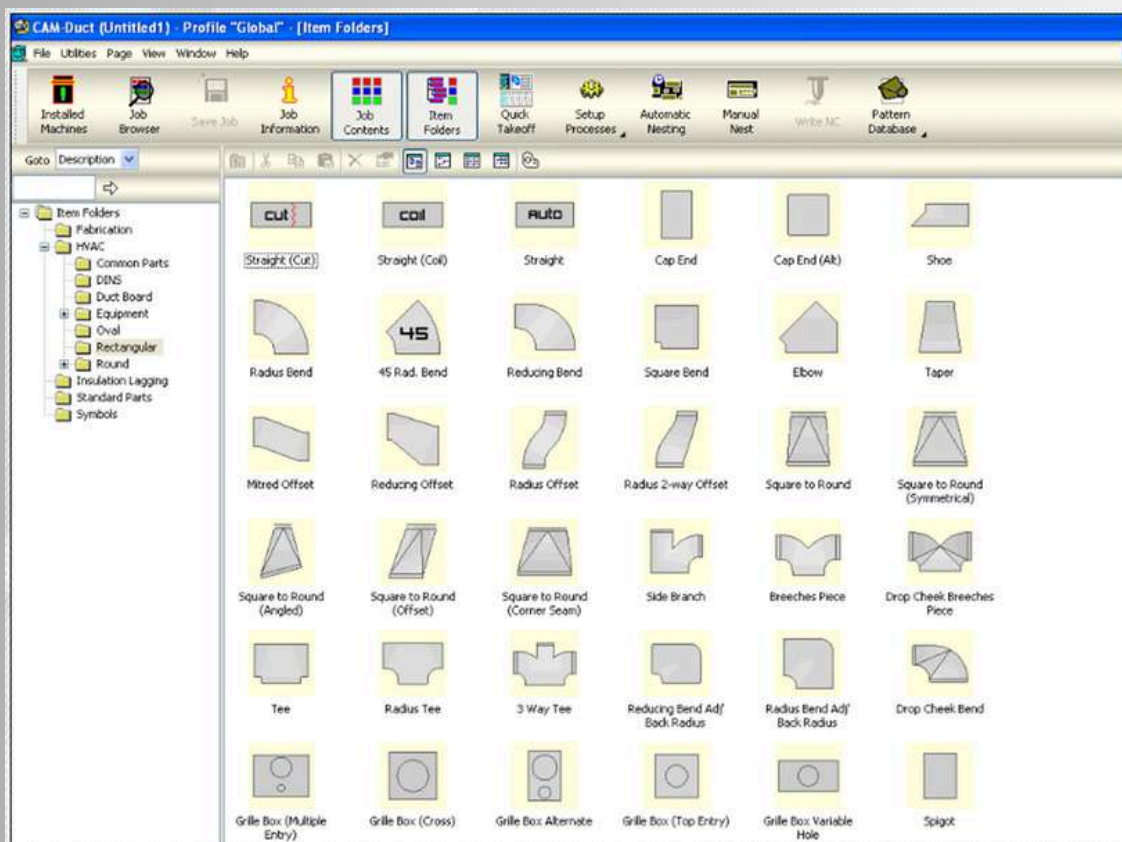 CAM-Duct (Untitled1) - Profile "Global" - [Item Folders]
File Utilities Page View Window Help
Installed Machines
Job Browser
Save Job
Job Information
Job Contents
Item Folders
Quick Takeoff
Setup Processes
Automatic Nesting
Manual Nest
Write NC
Pattern Database
Goto Description
Item Folders
Fabrication
HVAC
Common Parts
DINS
Duct Board
Equipment
Oval
Rectangular
Round
Insulation Lagging
Standard Parts
Symbols
cut coil Auto
Straight (Cut) Straight (Coil) Straight Cap End Cap End (Alt) Shoe
45
Radius Bend 45 Rad. Bend Reducing Bend Square Bend Elbow Taper
Mitred Offset Reducing Offset Radius Offset Radius 2-way Offset Square to Round Square to Round (Symmetrical)
Square to Round (Angled) Square to Round (Offset) Square to Round (Corner Seam) Side Branch Breeches Piece Drop Cheek Breeches Piece
Tee Radius Tee 3 Way Tee Reducing Bend Adj' Back Radius Radius Bend Adj' Back Radius Drop Cheek Bend
Grille Box (Multiple Entry) Grille Box (Cross) Grille Box Alternate Grille Box (Top Entry) Grille Box Variable Hole Spigot